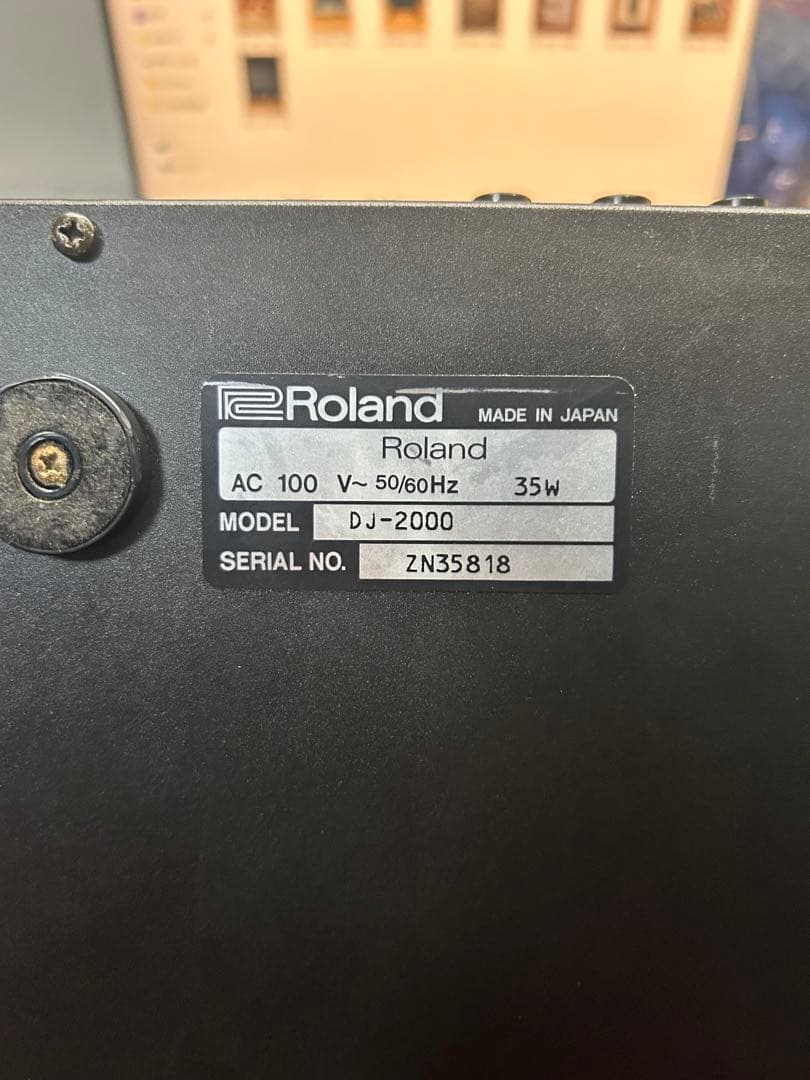 Roland MADE IN JAPAN
Roland
AC 100 V~ 50/60Hz 35W
MODEL DJ-2000
SERIAL NO. ZN35818